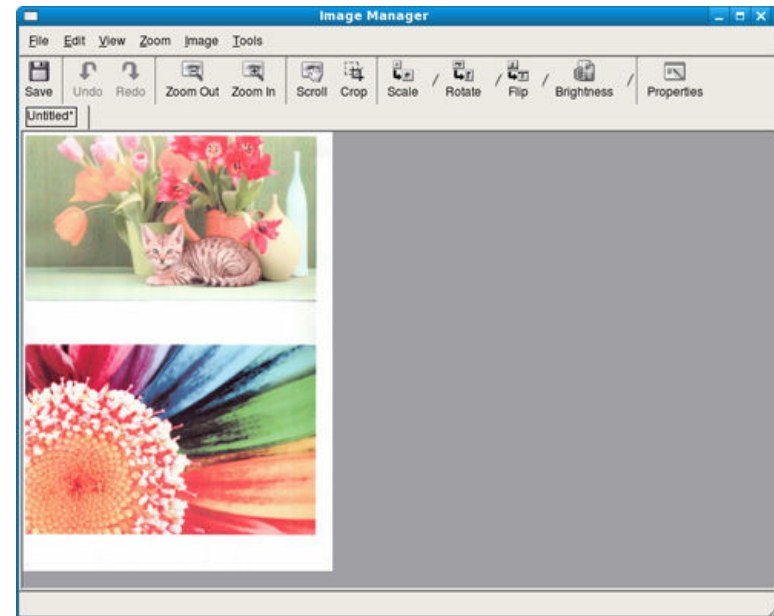 Image Manager
File Edit View Zoom Image Tools
Save Undo Redo Zoom Out Zoom In Scroll Crop Scale / Rotate / Flip / Brightness / Properties
Untitled*